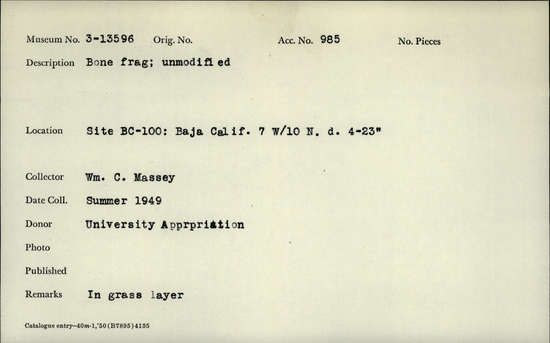 Museum No. 3-13596 Orig. No. Acc. No. 985 No. Pieces
Description Bone frag; unmodified
Location Site BC-100: Baja Calif. 7 W/10 N. d. 4-23"
Collector Wm. C. Massey
Date Coll. Summer 1949
Donor University Apprpriation
Photo
Published
Remarks In grass layer
Catalogue entry—40m-1,'50(B7895)4135